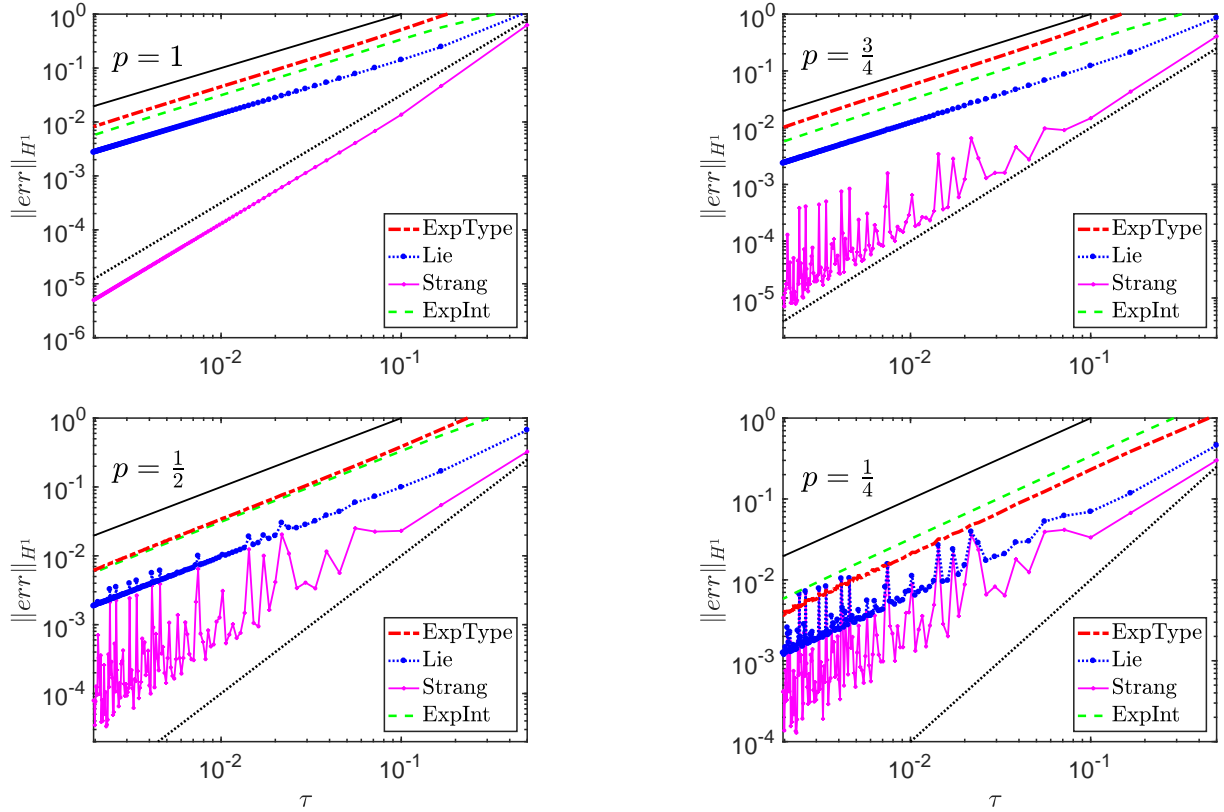 10^0
10^-1
10^-2
10^-3
10^-4
10^-5
10^-6
||err||_{H^1}
p = 1
ExpType
Lie
Strang
ExpInt
10^-2
10^-1
10^0
10^-1
10^-2
10^-3
10^-4
10^-5
||err||_{H^1}
p = 3/4
ExpType
Lie
Strang
ExpInt
10^-2
10^-1
10^0
10^-1
10^-2
10^-3
10^-4
||err||_{H^1}
p = 1/2
ExpType
Lie
Strang
ExpInt
10^-2
10^-1
τ
10^0
10^-1
10^-2
10^-3
10^-4
||err||_{H^1}
p = 1/4
ExpType
Lie
Strang
ExpInt
10^-2
10^-1
τ